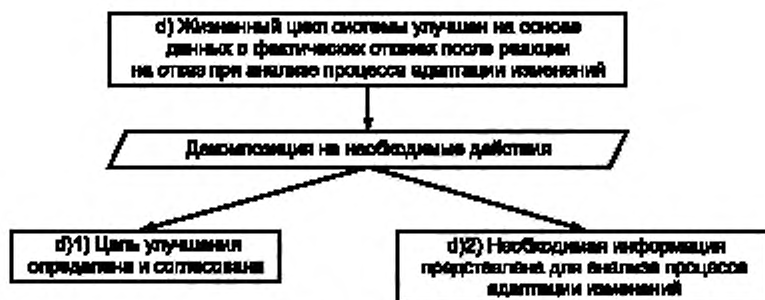 d) Жизненный цикл системы улучшен на основе
данных о фактических отказах после реакции
на отказ при анализе процесса адаптации изменений
Декомпозиция на необходимые действия
d)1) Цель улучшения
определена и согласована
d)2) Необходимая информация
представлена для анализа процесса
адаптации изменений